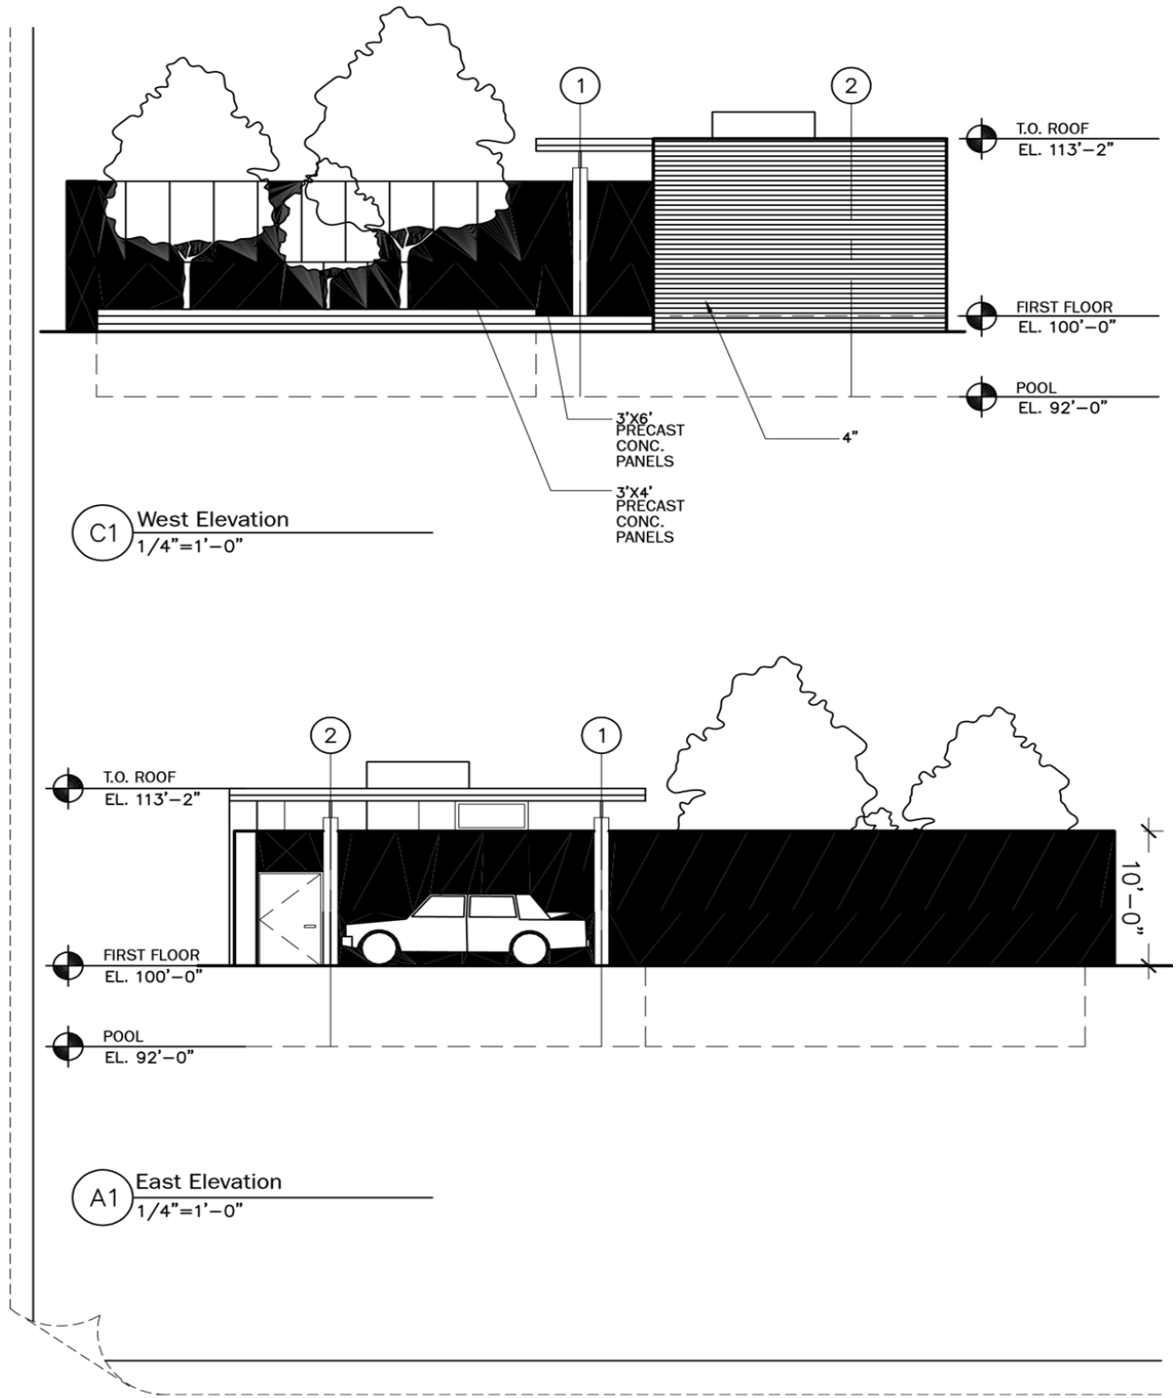 1
2
T.O. ROOF
EL. 113'-2"
FIRST FLOOR
EL. 100'-0"
POOL
EL. 92'-0"
3'X6'
PRECAST
CONC.
PANELS
4"
3'X4'
PRECAST
CONC.
PANELS
C1
West Elevation
1/4"=1'-0"
2
1
T.O. ROOF
EL. 113'-2"
10'-0"
FIRST FLOOR
EL. 100'-0"
POOL
EL. 92'-0"
A1
East Elevation
1/4"=1'-0"